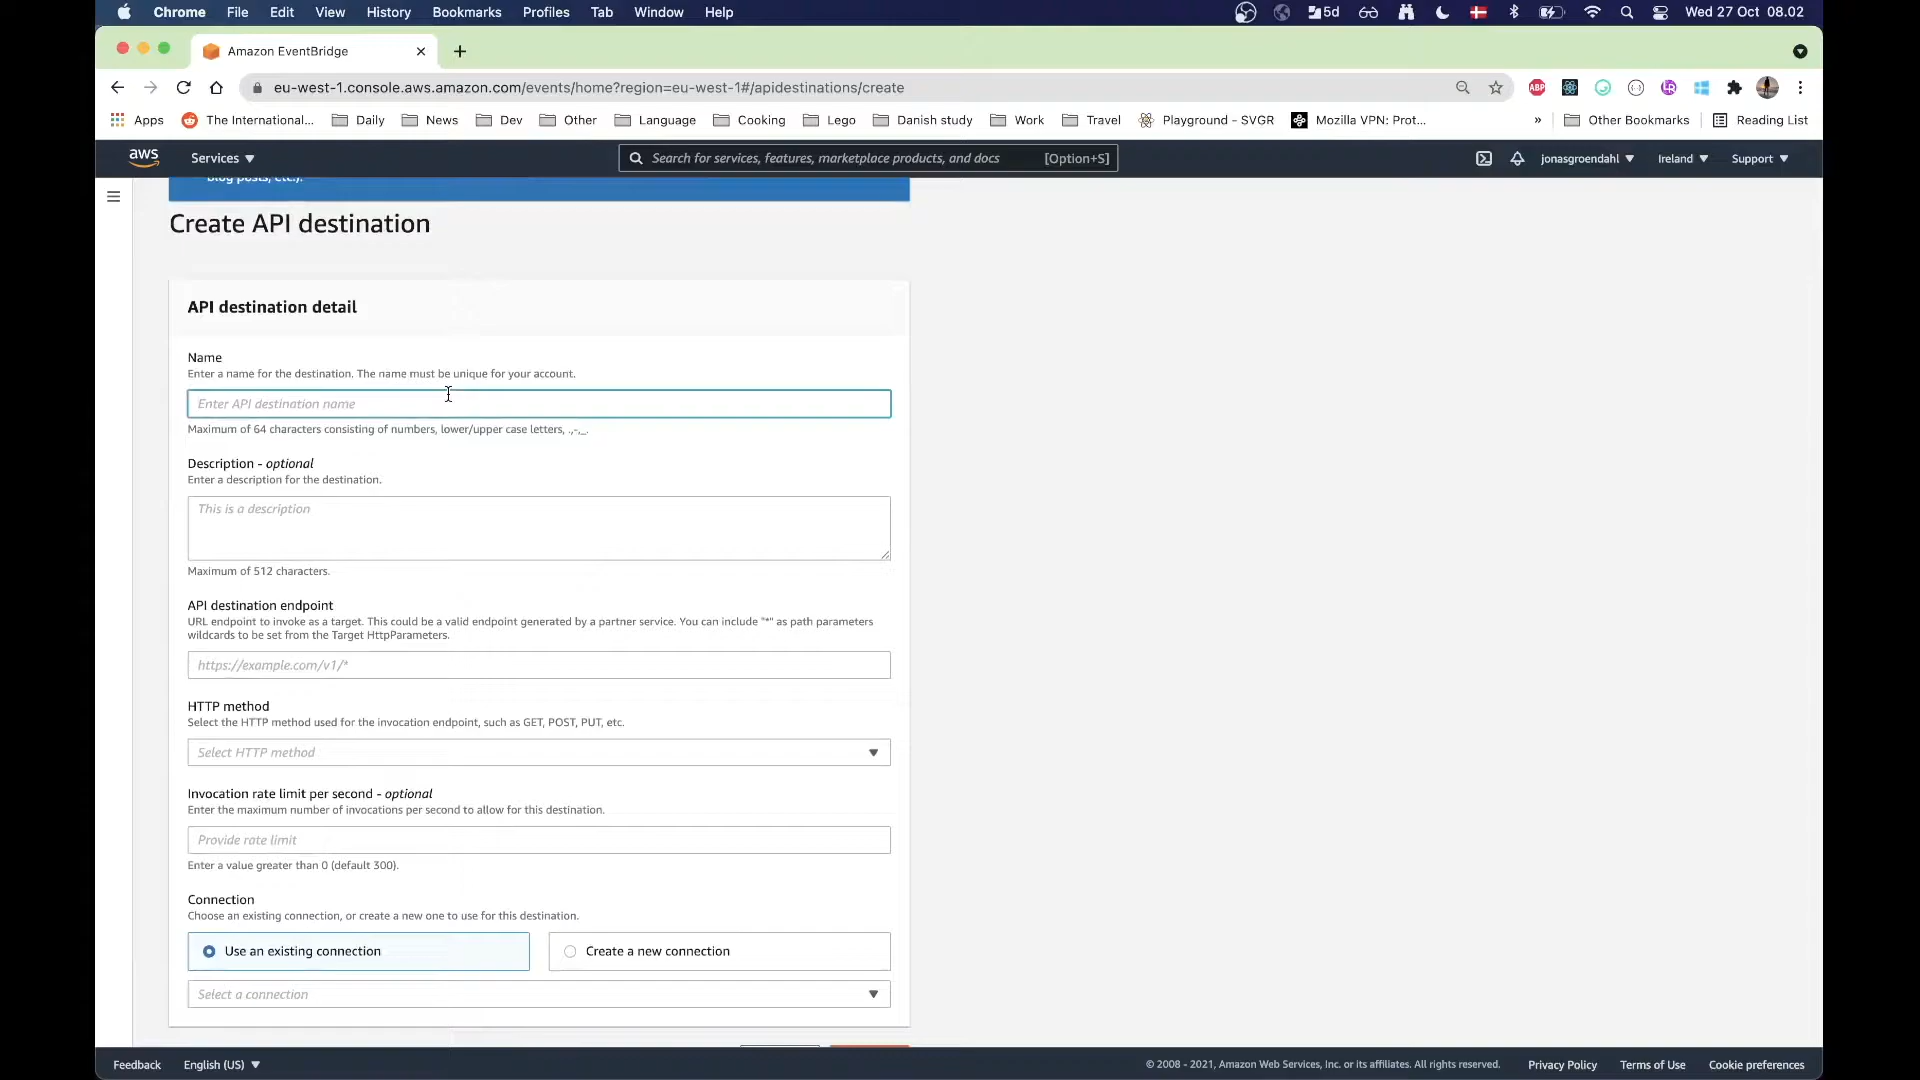 Chrome File Edit View History Bookmarks Profiles Tab Window Help 5d Wed 27 Oct 08.02
Amazon EventBridge
eu-west-1.console.aws.amazon.com/events/home?region=eu-west-1#/apidestinations/create
ABP
Apps The International... Daily News Dev Other Language Cooking Lego Danish study Work Travel Playground - SVGR Mozilla VPN: Prot... » Other Bookmarks Reading List
aws Services Search for services, features, marketplace products, and docs [Option+S] jonasgroendahl Ireland Support
blog posts, etc.).
Create API destination
API destination detail
Name
Enter a name for the destination. The name must be unique for your account.
Enter API destination name
Maximum of 64 characters consisting of numbers, lower/upper case letters, .,-,_.
Description - optional
Enter a description for the destination.
This is a description
Maximum of 512 characters.
API destination endpoint
URL endpoint to invoke as a target. This could be a valid endpoint generated by a partner service. You can include "*" as path parameters
wildcards to be set from the Target HttpParameters.
https://example.com/v1/*
HTTP method
Select the HTTP method used for the invocation endpoint, such as GET, POST, PUT, etc.
Select HTTP method
Invocation rate limit per second - optional
Enter the maximum number of invocations per second to allow for this destination.
Provide rate limit
Enter a value greater than 0 (default 300).
Connection
Choose an existing connection, or create a new one to use for this destination.
Use an existing connection Create a new connection
Select a connection
Feedback English (US) © 2008 - 2021, Amazon Web Services, Inc. or its affiliates. All rights reserved. Privacy Policy Terms of Use Cookie preferences